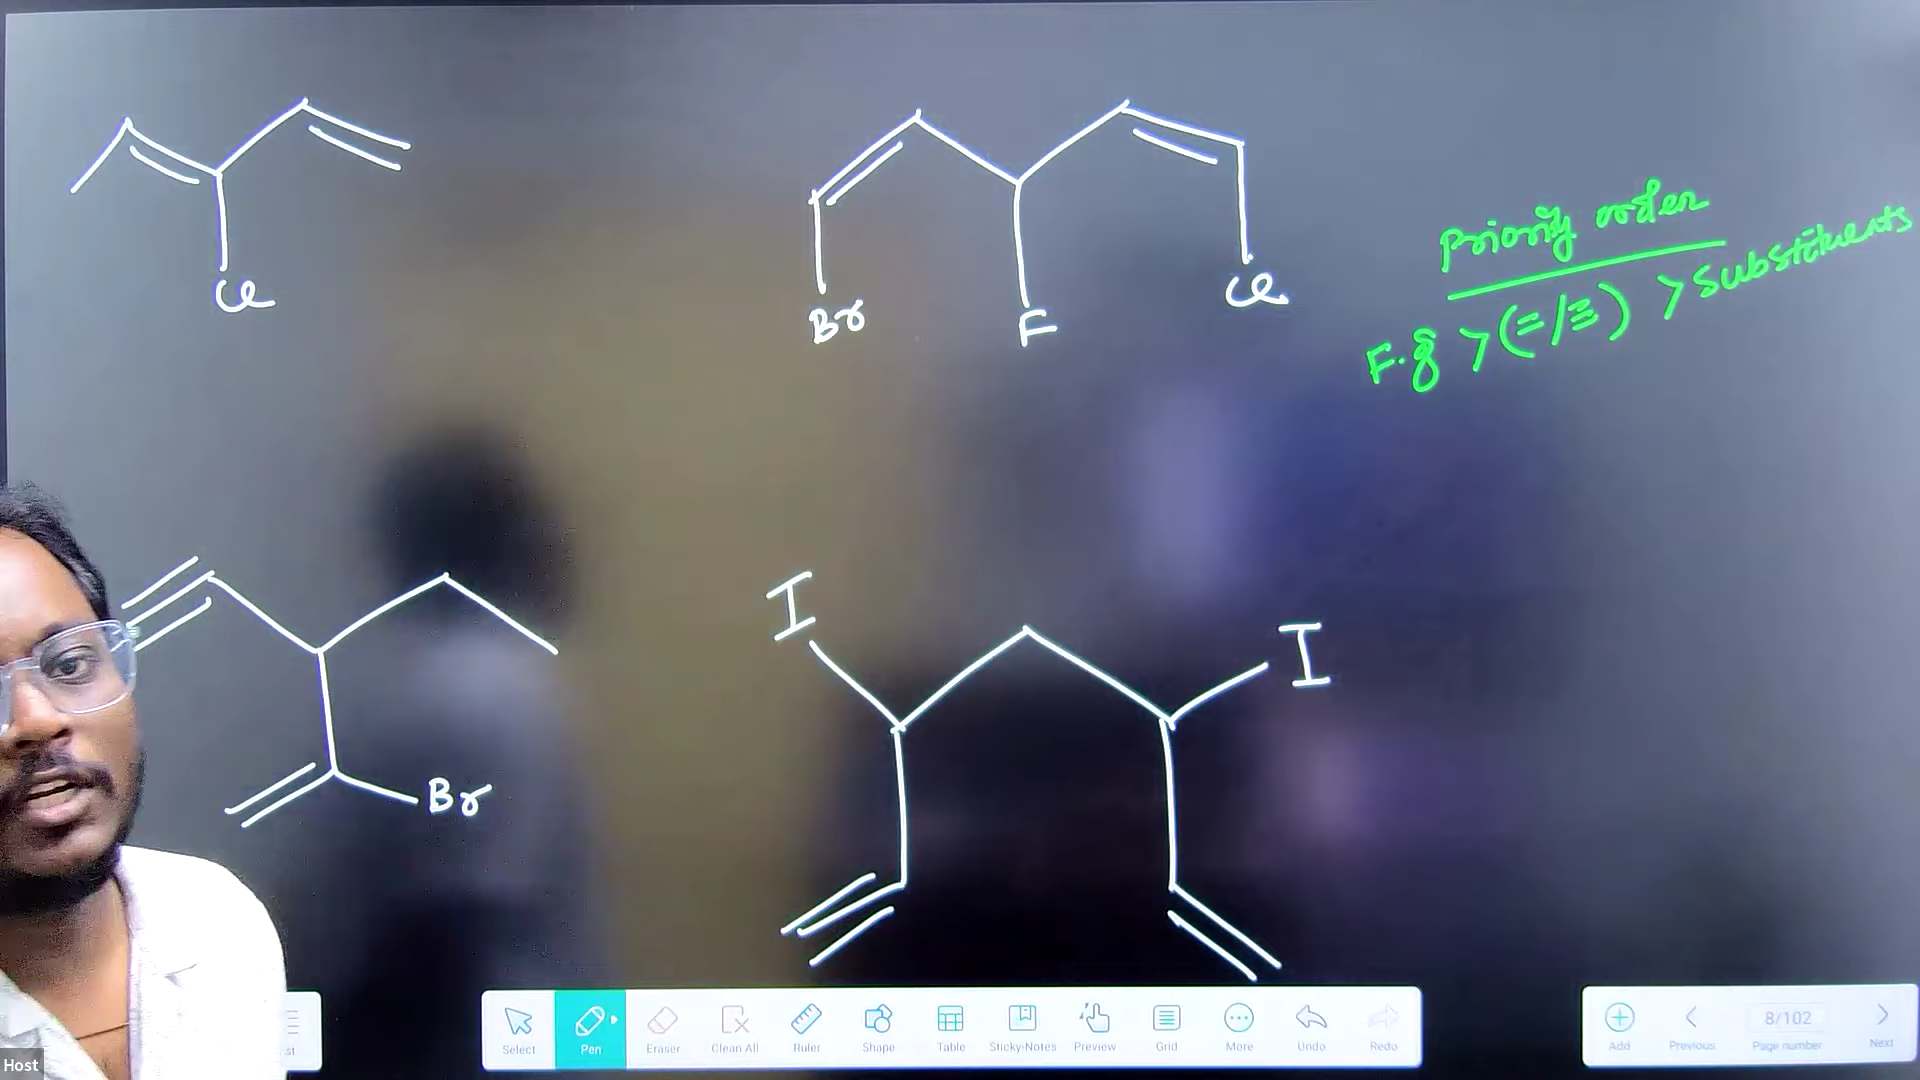 Cl
Br
F
Cl
Priority order
F.g > (=/≡) > Substituents
I
I
Br
Select
Pen
Eraser
Clean All
Ruler
Shape
Table
Sticky Notes
Preview
Grid
More
Undo
Redo
Add
Previous
8/102
Page number
Next
Host